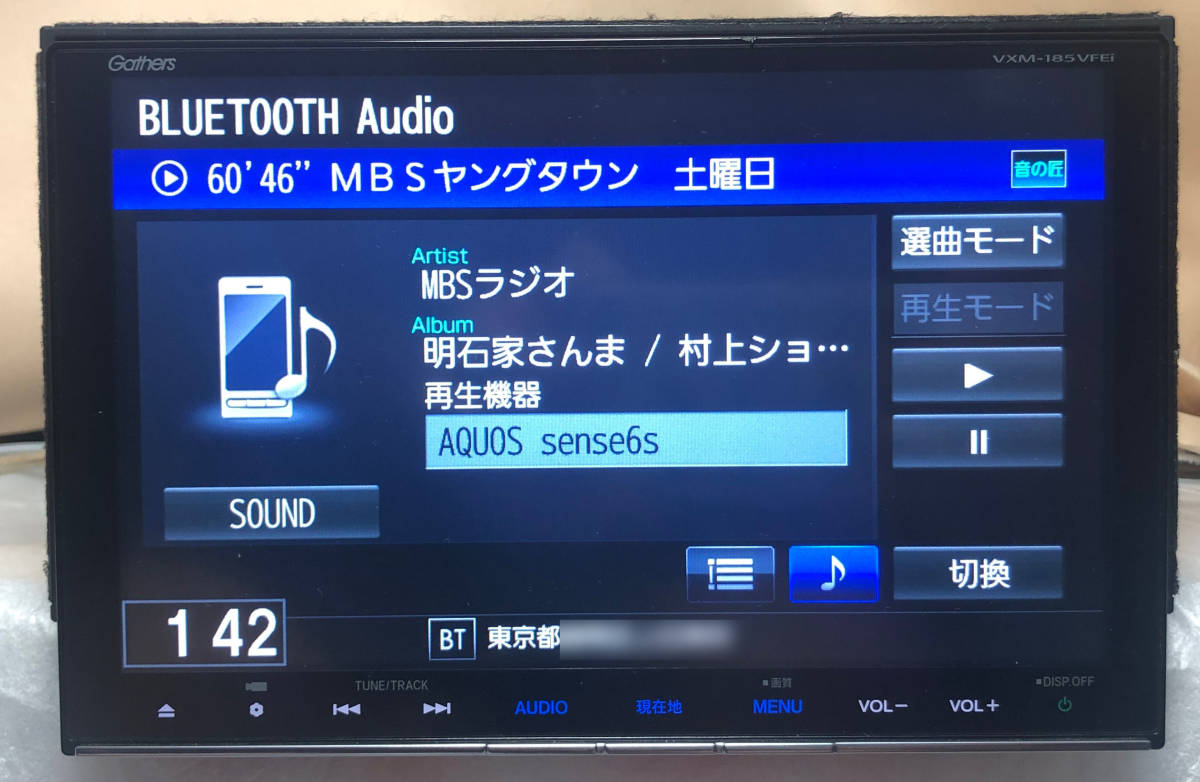 Gathers
VXM-185VFEi
BLUETOOTH Audio
60'46” MBSヤングタウン 土曜日
音の匠
Artist
MBSラジオ
Album
明石家さんま / 村上ショ…
再生機器
AQUOS sense6s
選曲モード
再生モード
SOUND
切換
1 42
BT 東京都
TUNE/TRACK
■画質
■DISP OFF
AUDIO
現在地
MENU
VOL−
VOL+